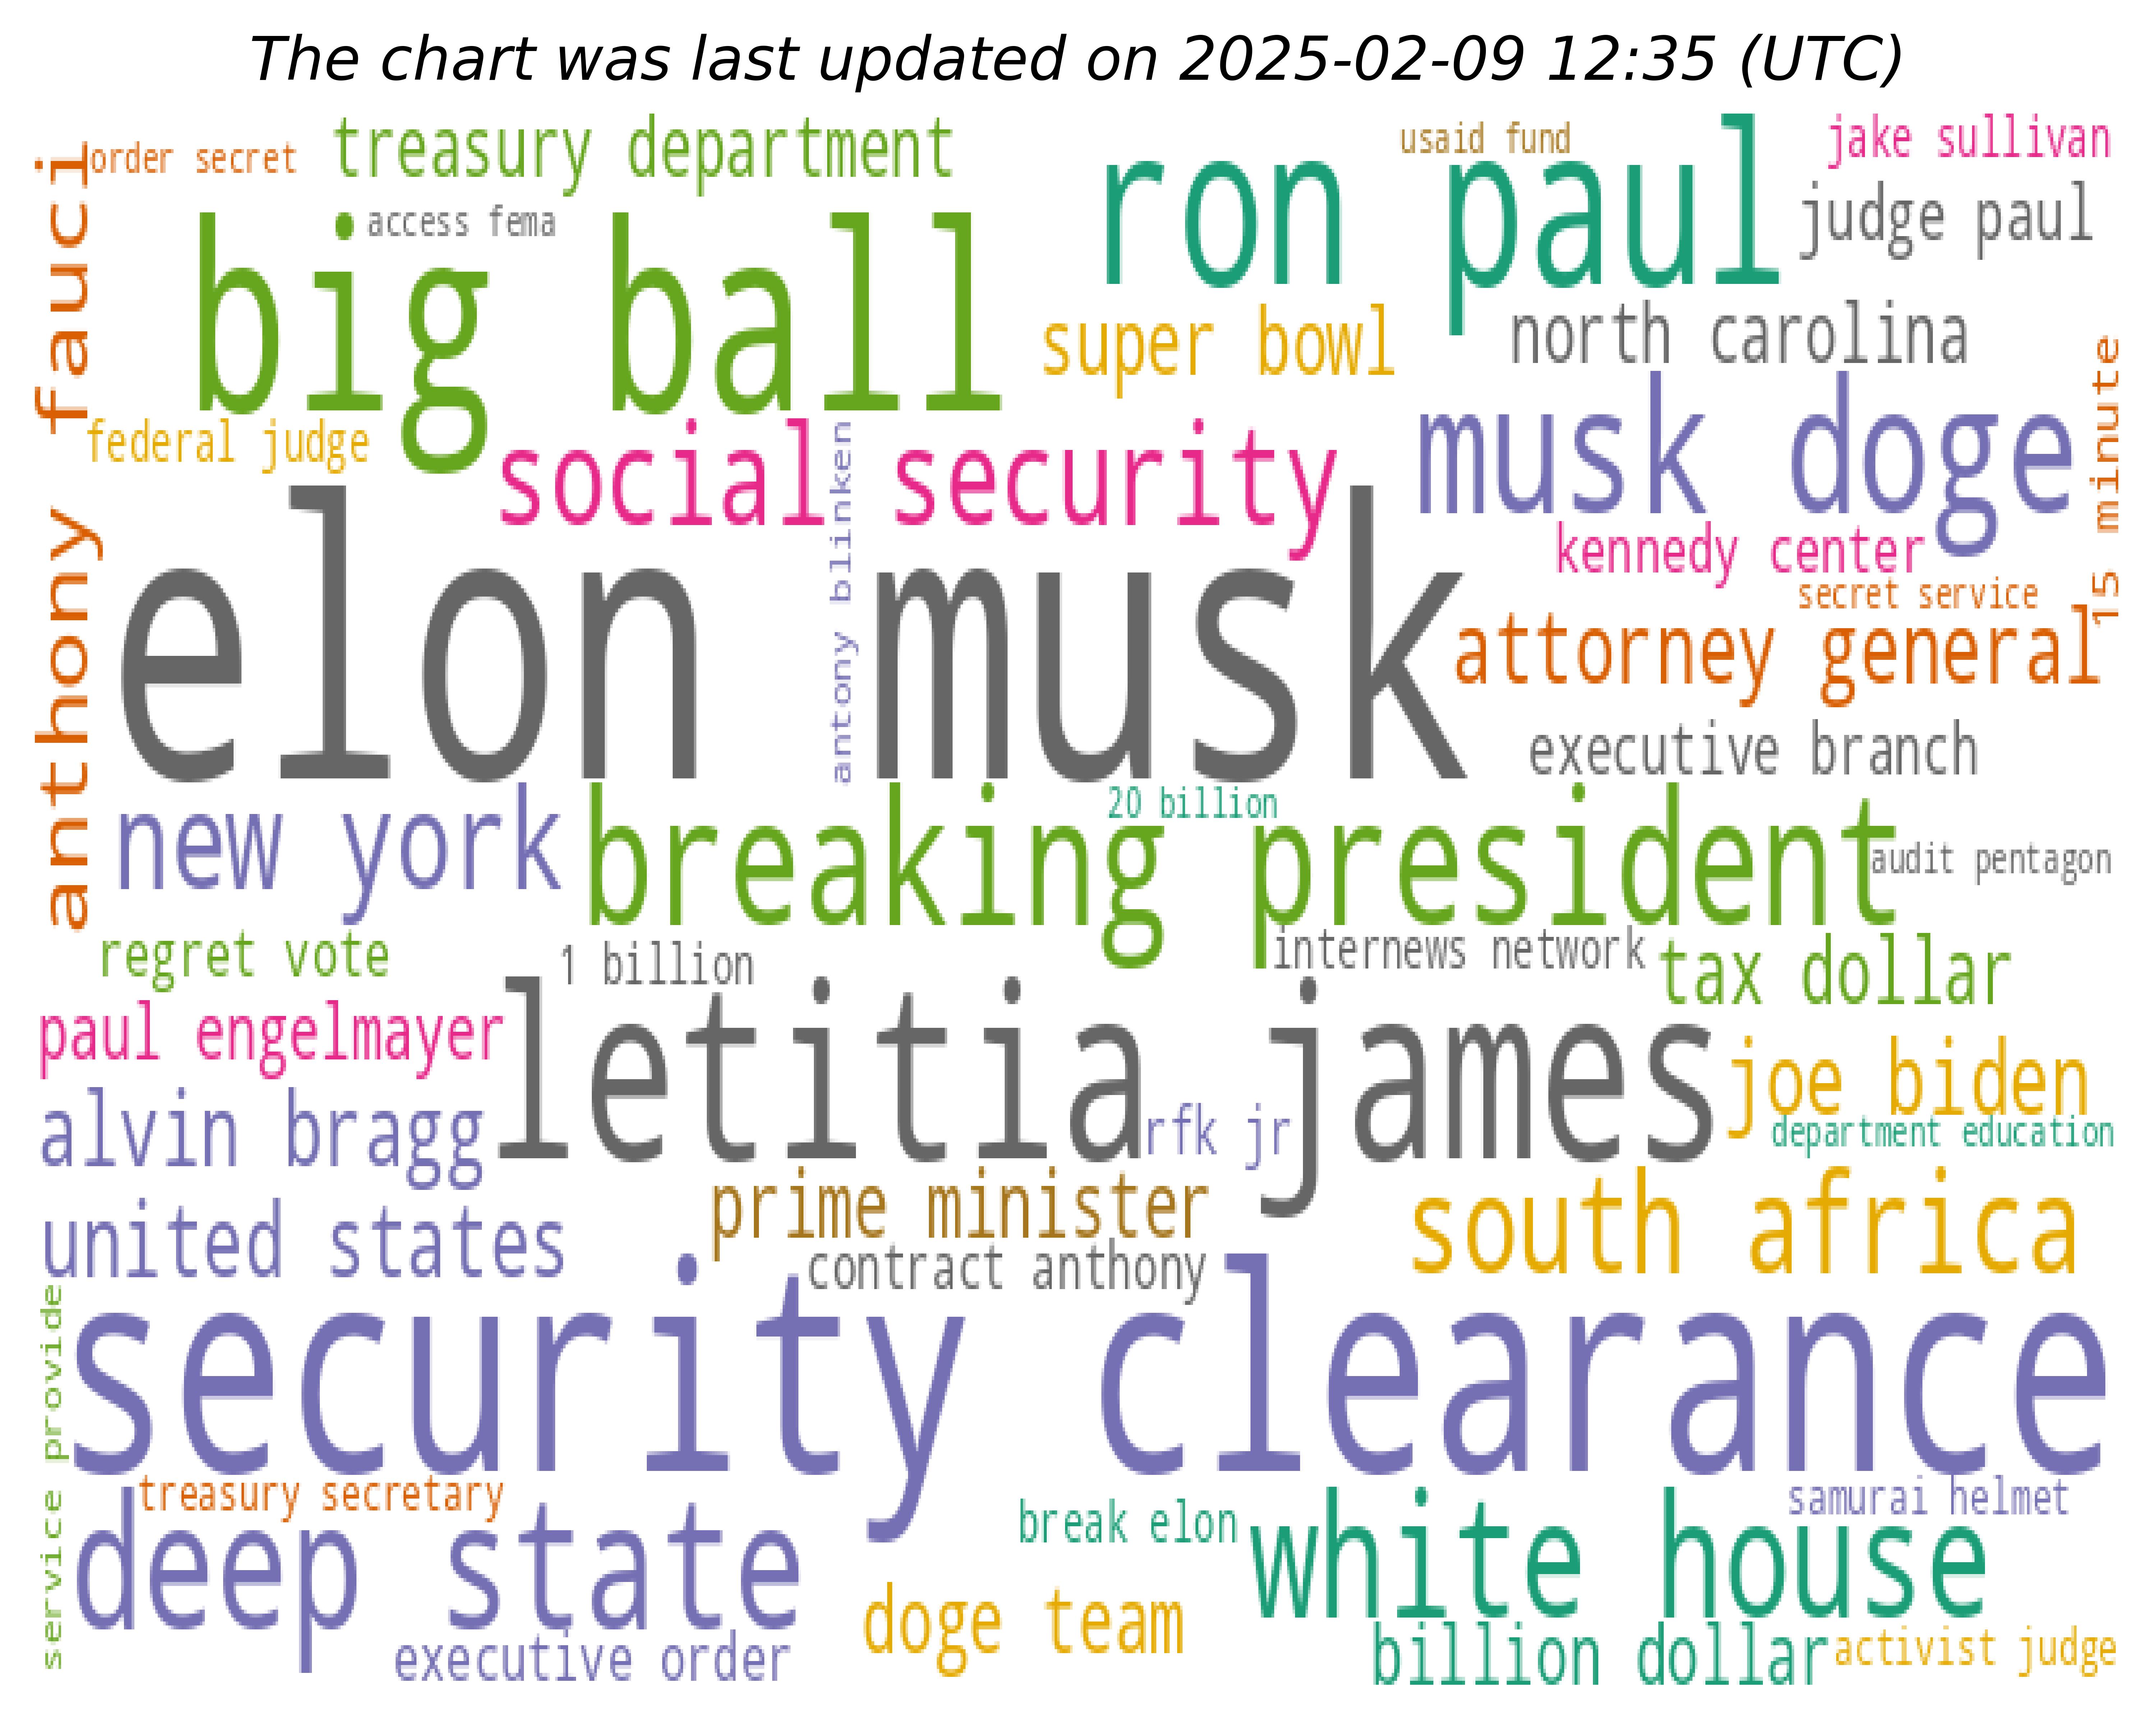 The chart was last updated on 2025-02-09 12:35 (UTC)
anthony fauci
order secret
treasury department
usaid fund
jake sullivan
access fema
big ball
ron paul
judge paul
super bowl
north carolina
federal judge
social security
antony blinken
musk doge
15 minute
kennedy center
secret service
elon musk
attorney general
executive branch
new york
20 billion
breaking president
audit pentagon
regret vote
1 billion
internews network
tax dollar
paul engelmayer
letitia james
joe biden
alvin bragg
rfk jr
department education
united states
prime minister
south africa
contract anthony
service provide
security clearance
treasury secretary
samurai helmet
deep state
break elon
white house
doge team
executive order
billion dollar
activist judge